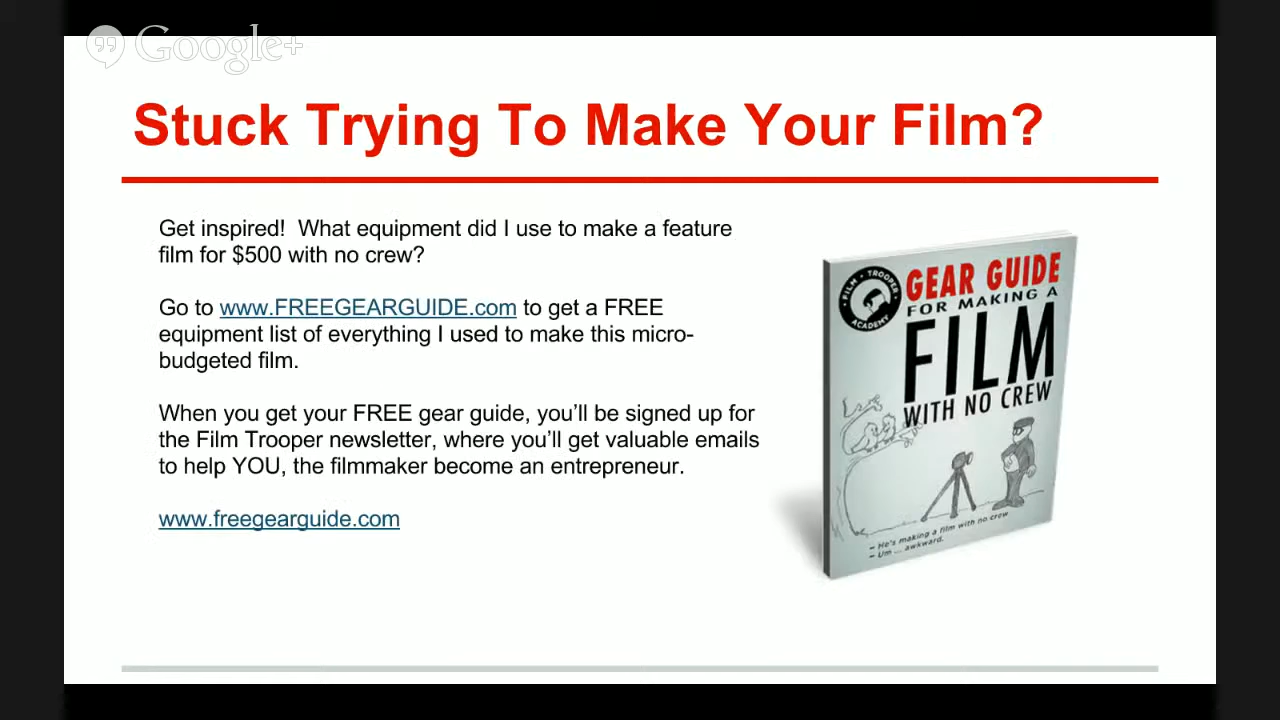 Google+
Stuck Trying To Make Your Film?
Get inspired!  What equipment did I use to make a feature
film for $500 with no crew?
Go to www.FREEGEARGUIDE.com to get a FREE
equipment list of everything I used to make this micro-
budgeted film.
When you get your FREE gear guide, you'll be signed up for
the Film Trooper newsletter, where you'll get valuable emails
to help YOU, the filmmaker become an entrepreneur.
www.freegearguide.com
FILM • TROOPER
ACADEMY
GEAR GUIDE
FOR MAKING A
FILM
WITH NO CREW
- He's making a film with no crew
- Um ... awkward.